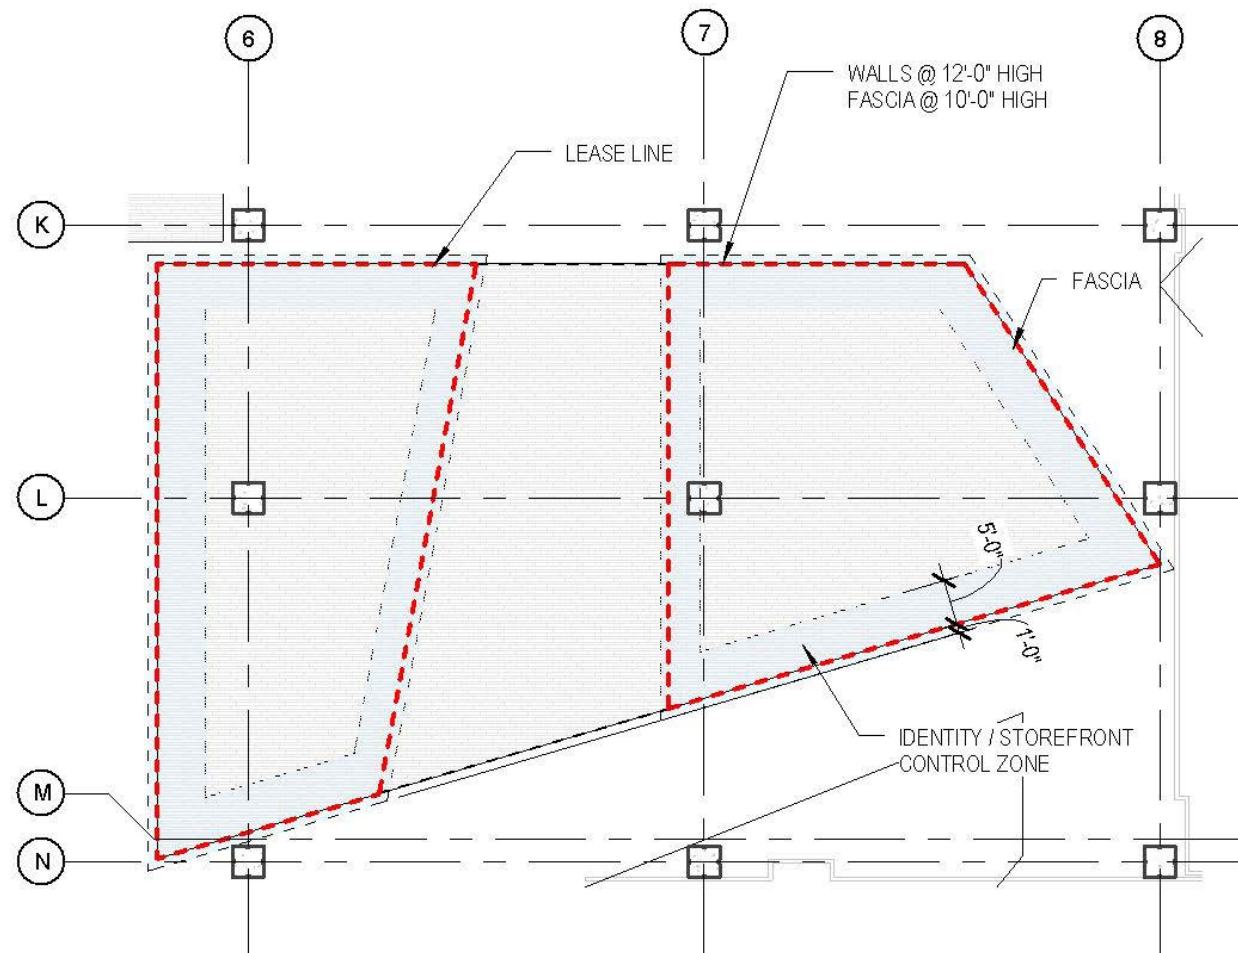 6
7
8
WALLS @ 12'-0" HIGH
FASCIA @ 10'-0" HIGH
LEASE LINE
K
FASCIA
L
5'-0"
1'-0"
IDENTITY / STOREFRONT
CONTROL ZONE
M
N